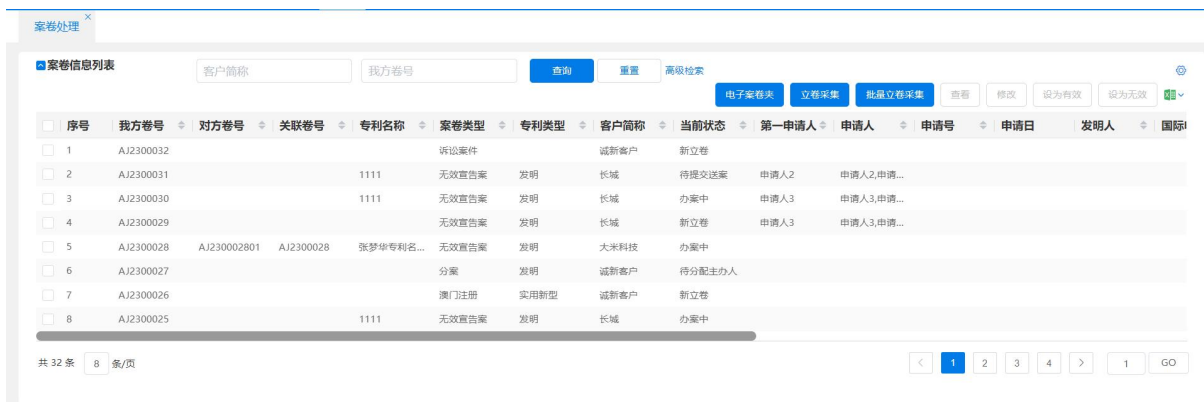 案卷处理
案卷信息列表 客户简称 我方卷号 查询 重置 高级检索
电子案卷夹 立卷采集 批量立卷采集 查看 修改 设为有效 设为无效
序号 我方卷号 对方卷号 关联卷号 专利名称 案卷类型 专利类型 客户简称 当前状态 第一申请人 申请人 申请号 申请日 发明人 国际
1 AJ2300032 诉讼案件 诚新客户 新立卷
2 AJ2300031 1111 无效宣告案 发明 长城 待提交送案 申请人2 申请人2,申请...
3 AJ2300030 1111 无效宣告案 发明 长城 办案中 申请人3 申请人3,申请...
4 AJ2300029 无效宣告案 发明 长城 新立卷 申请人3 申请人3,申请...
5 AJ2300028 AJ230002801 AJ2300028 张梦华专利名... 无效宣告案 发明 大米科技 办案中
6 AJ2300027 分案 发明 诚新客户 待分配主办人
7 AJ2300026 澳门注册 实用新型 诚新客户 新立卷
8 AJ2300025 1111 无效宣告案 发明 长城 办案中
共 32 条 8 条/页 < 1 2 3 4 > 1 GO